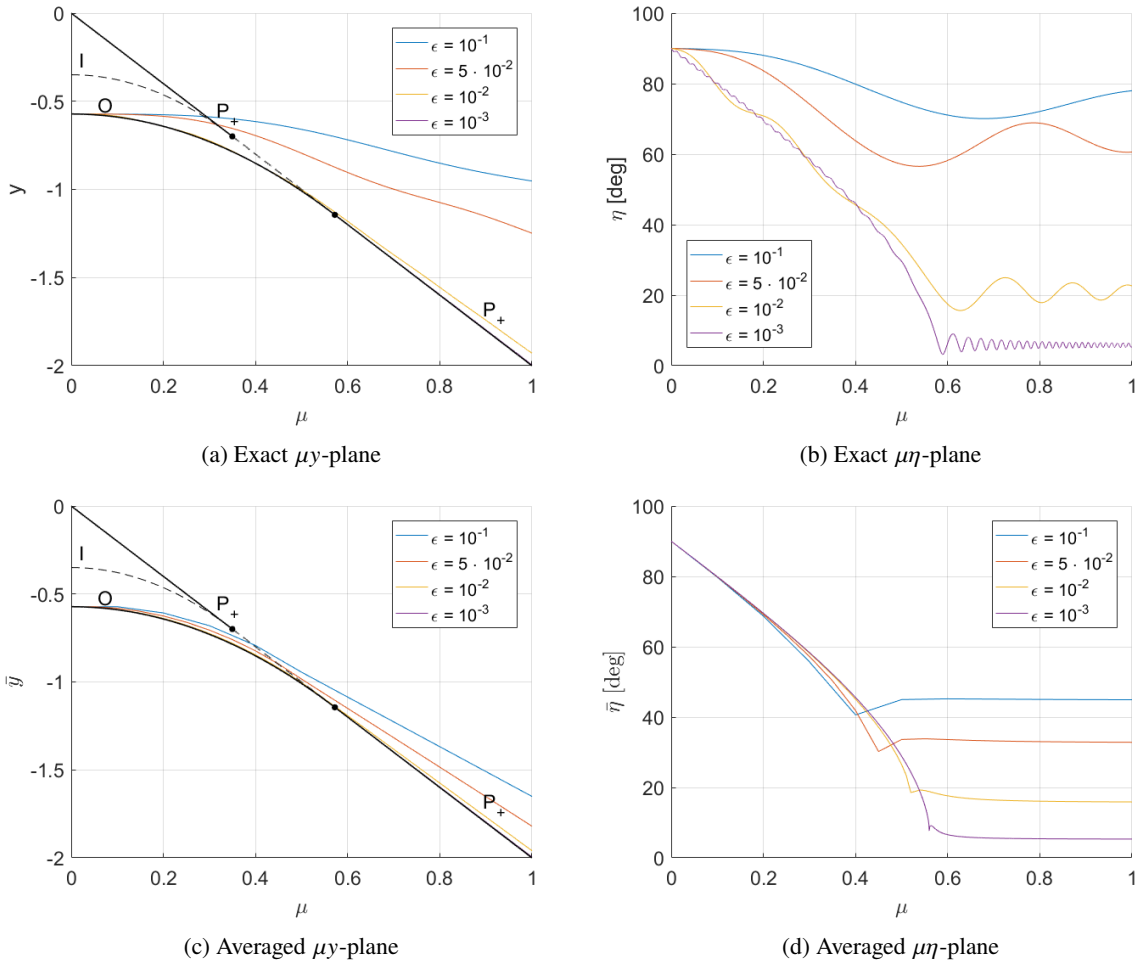 0
-0.5
-1
-1.5
-2
y
I
O
P+
P+
ϵ = 10^-1
ϵ = 5 · 10^-2
ϵ = 10^-2
ϵ = 10^-3
0 0.2 0.4 0.6 0.8 1
μ
(a) Exact μy-plane
100
80
60
40
20
0
η [deg]
ϵ = 10^-1
ϵ = 5 · 10^-2
ϵ = 10^-2
ϵ = 10^-3
0 0.2 0.4 0.6 0.8 1
μ
(b) Exact μη-plane
0
-0.5
-1
-1.5
-2
ȳ
I
O
P+
P+
ϵ = 10^-1
ϵ = 5 · 10^-2
ϵ = 10^-2
ϵ = 10^-3
0 0.2 0.4 0.6 0.8 1
μ
(c) Averaged μy-plane
100
80
60
40
20
0
η̄ [deg]
ϵ = 10^-1
ϵ = 5 · 10^-2
ϵ = 10^-2
ϵ = 10^-3
0 0.2 0.4 0.6 0.8 1
μ
(d) Averaged μη-plane